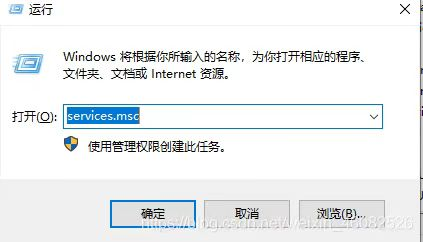 运行
Windows 将根据你所输入的名称，为你打开相应的程序、
文件夹、文档或 Internet 资源。
打开(O): services.msc
使用管理权限创建此任务。
确定 取消 浏览(B)...